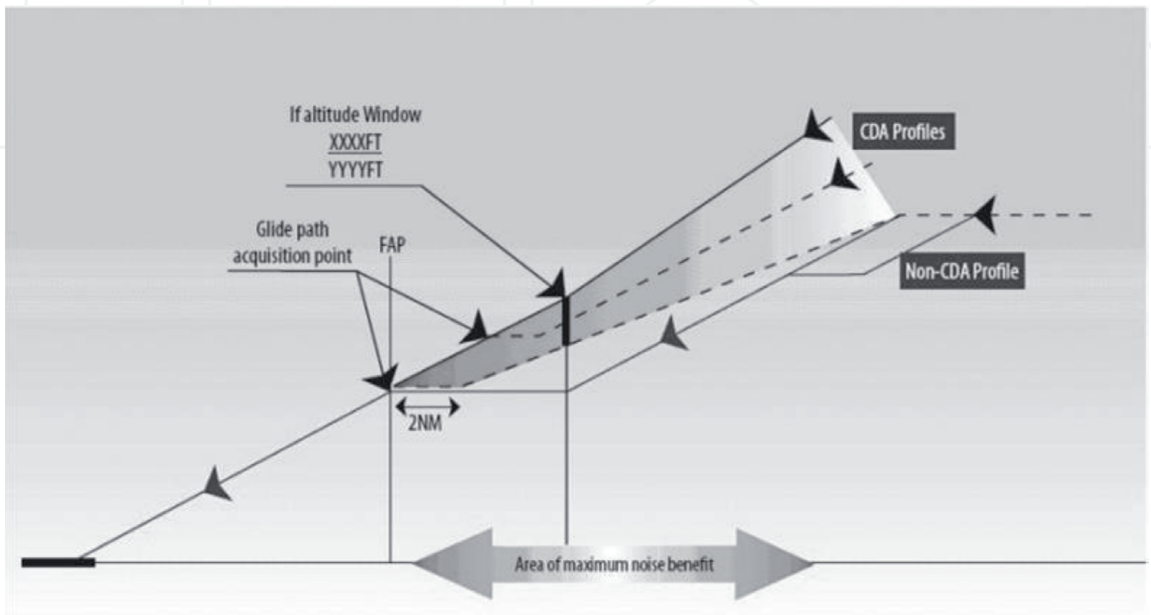 If altitude Window
XXXXFT
YYYYFT
CDA Profiles
Glide path
acquisition point
FAP
Non-CDA Profile
2NM
Area of maximum noise benefit